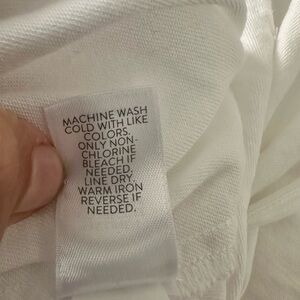 MACHINE WASH
COLD WITH LIKE
COLORS.
ONLY NON-
CHLORINE
BLEACH IF
NEEDED.
LINE DRY.
WARM IRON
REVERSE IF
NEEDED.